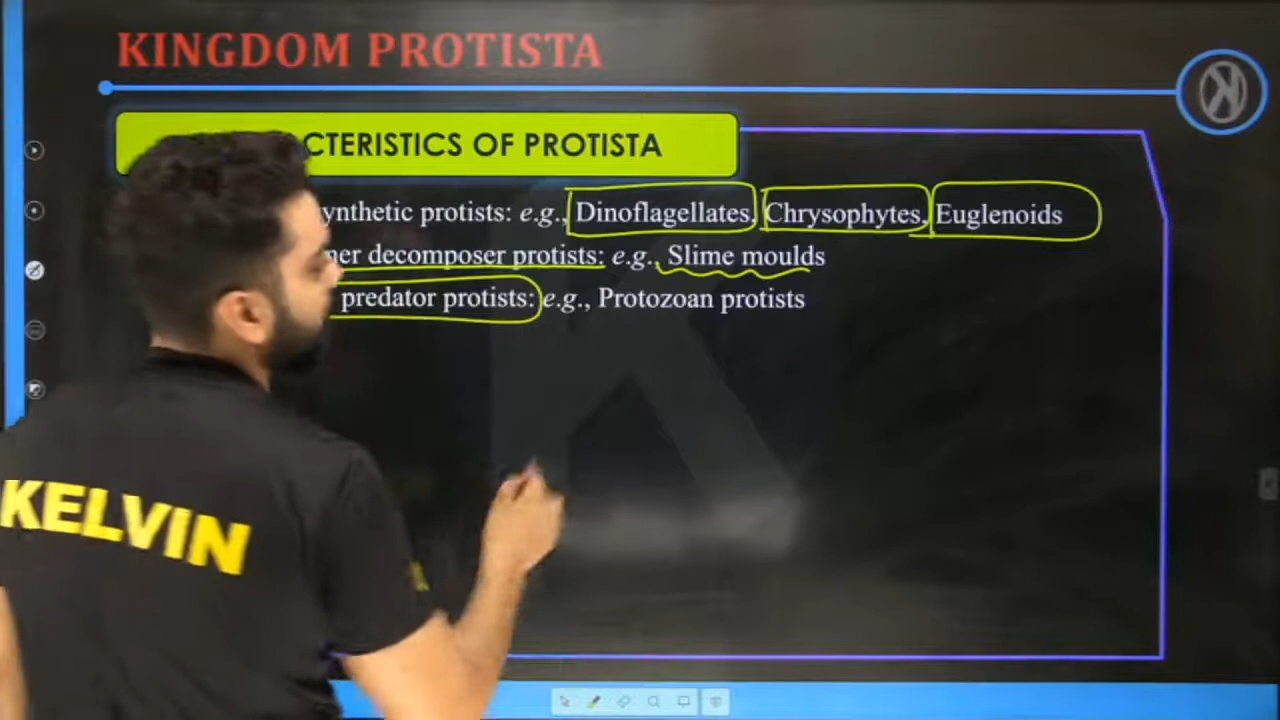 KINGDOM PROTISTA
CTERISTICS OF PROTISTA
ynthetic protists: e.g., Dinoflagellates, Chrysophytes, Euglenoids
mer decomposer protists: e.g., Slime moulds
predator protists: e.g., Protozoan protists
KELVIN